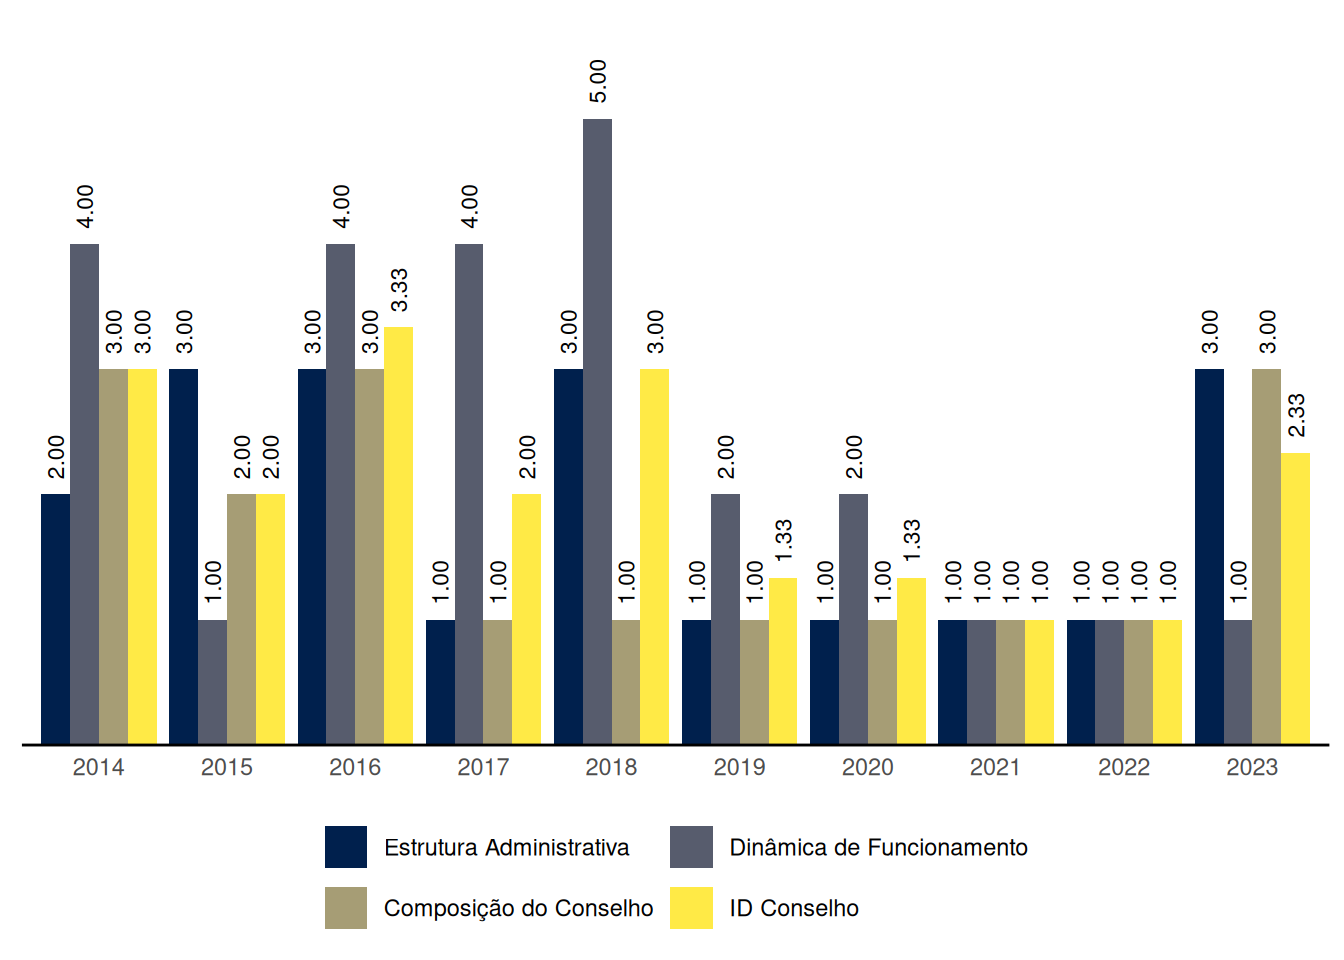 5.00
4.00 4.00 4.00
3.33
3.00 3.00 3.00 3.00 3.00 3.00 3.00 3.00 3.00
2.33
2.00 2.00 2.00 2.00 2.00 2.00
1.33 1.33
1.00 1.00 1.00 1.00 1.00 1.00 1.00 1.00 1.00 1.00 1.00 1.00 1.00 1.00 1.00 1.00 1.00
2014 2015 2016 2017 2018 2019 2020 2021 2022 2023
Estrutura Administrativa Dinâmica de Funcionamento
Composição do Conselho ID Conselho